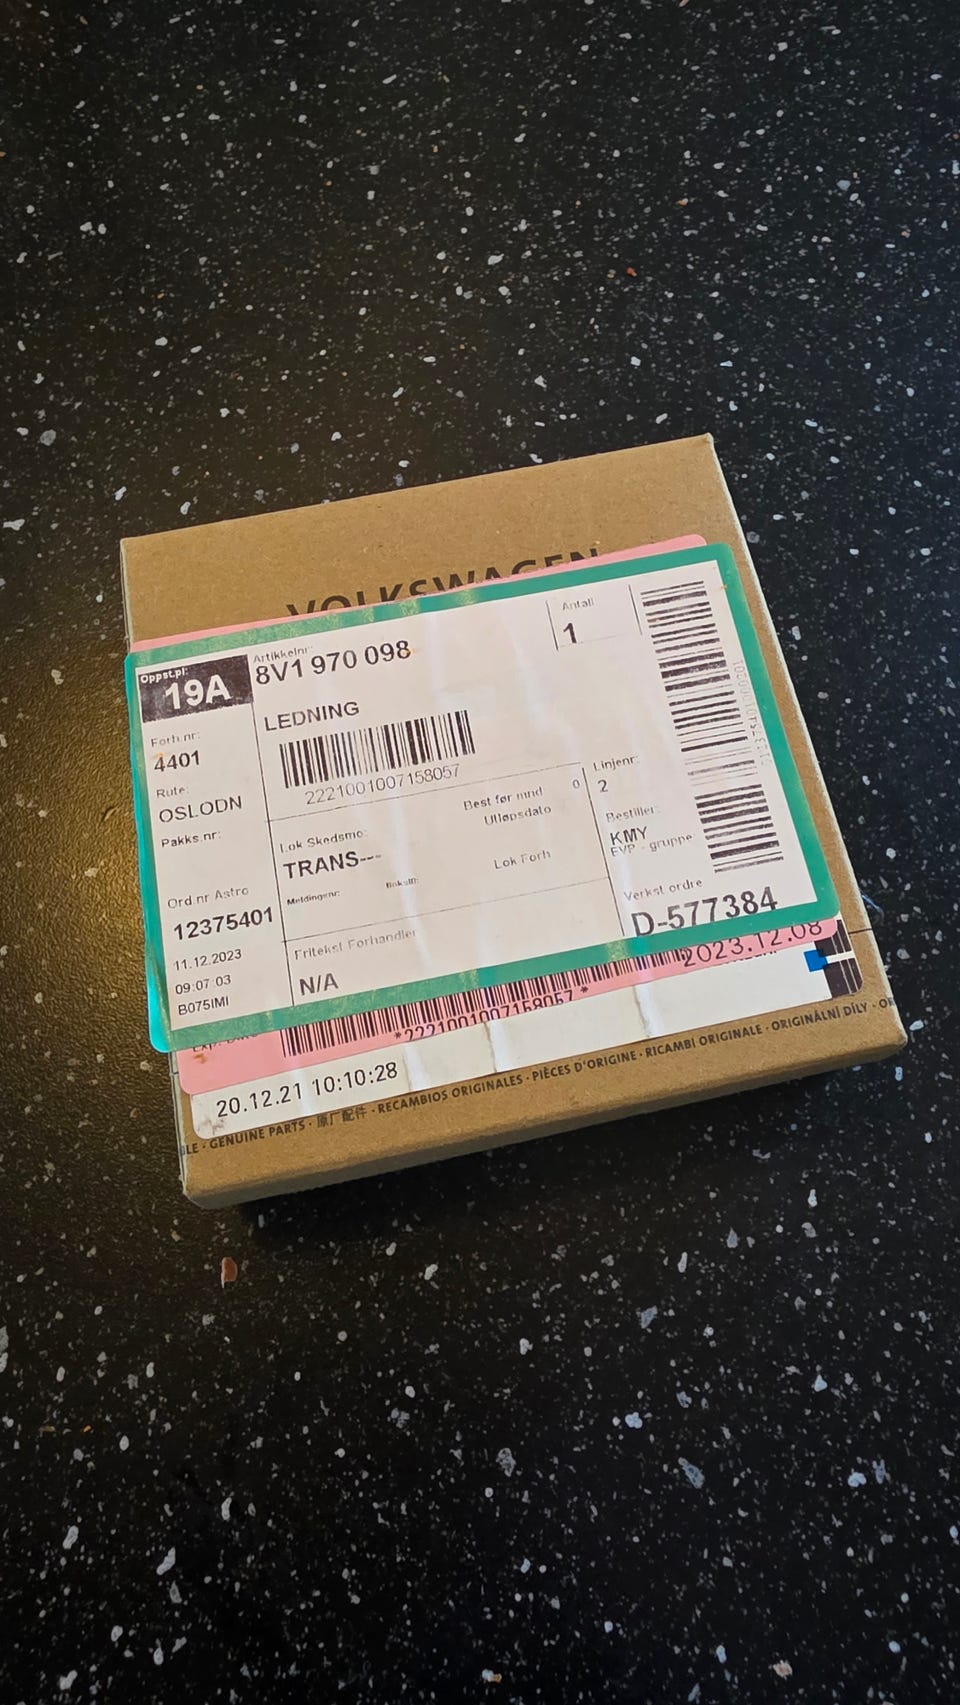 VOLKSWAGEN
Oppst.pl:
19A
Artikkelnr:
8V1 970 098
Antall
1
LEDNING
2221001007158057
Forh.nr:
4401
Rute:
OSLODN
Pakks.nr:
Ord.nr Astro
12375401
11.12.2023
09:07:03
B075IMI
Lok Skedsmo:
TRANS---
Meldingsnr:
Best før mnd 0
Utløpsdato
Lok Forh
Fritekst Forhandler
N/A
Linjenr:
2
Bestiller:
KMY
EVP - gruppe
Verkst.ordre
D-577384
2023.12.08
*2221001007158057*
20.12.21 10:10:28
GENUINE PARTS · 原厂配件 · RECAMBIOS ORIGINALES · PIÈCES D'ORIGINE · RICAMBI ORIGINALE · ORIGINÁLNÍ DÍLY ·